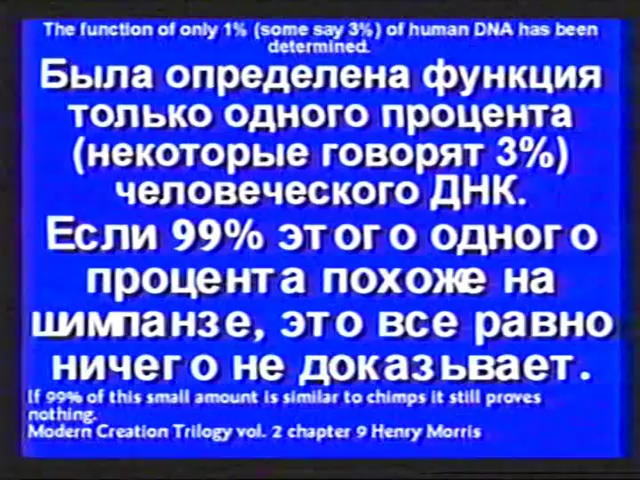 The function of only 1% (some say 3%) of human DNA has been
determined.
Была определена функция
только одного процента
(некоторые говорят 3%)
человеческого ДНК.
Если 99% этого одного
процента похоже на
шимпанзе, это все равно
ничего не доказывает.
If 99% of this small amount is similar to chimps it still proves
nothing.
Modern Creation Trilogy vol. 2 chapter 9 Henry Morris